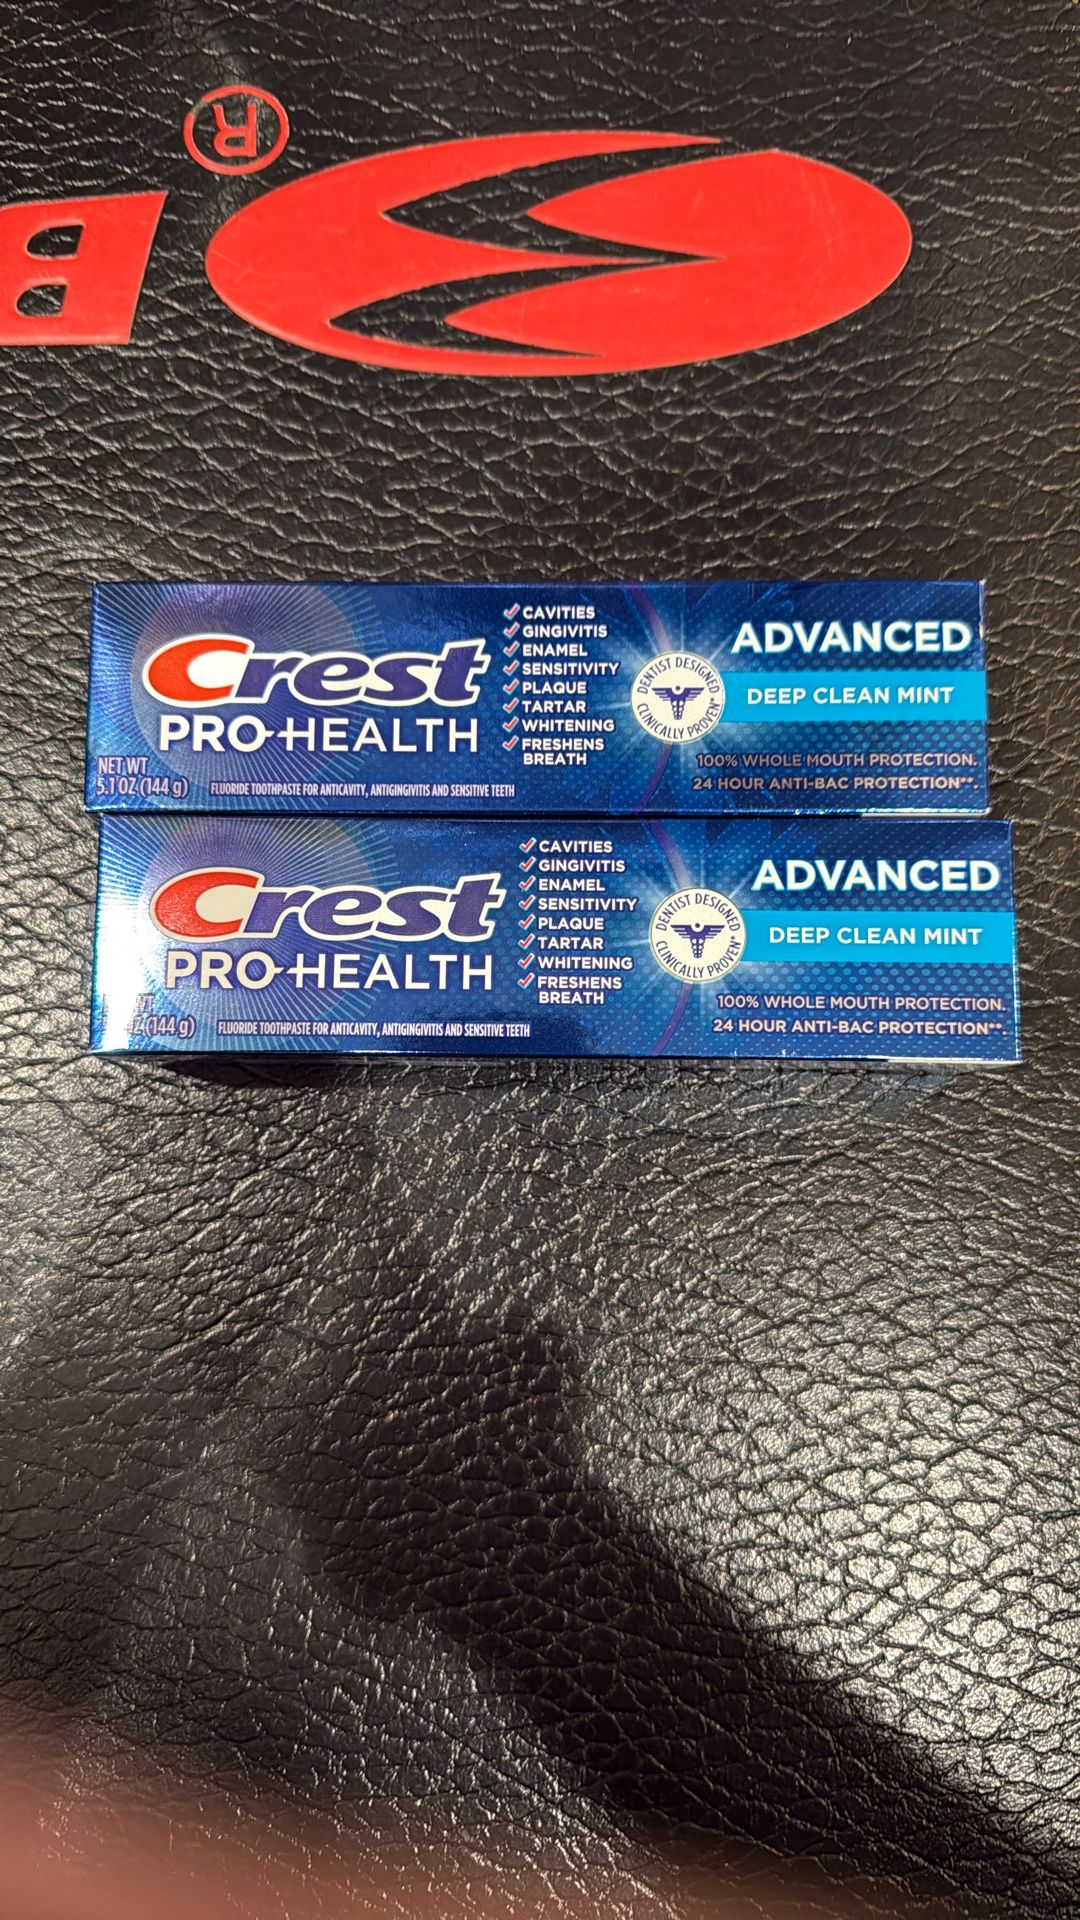 ®
B
Crest
PRO-HEALTH
NET WT
5.1 OZ (144 g)
FLUORIDE TOOTHPASTE FOR ANTICAVITY, ANTIGINGIVITIS AND SENSITIVE TEETH
CAVITIES
GINGIVITIS
ENAMEL
SENSITIVITY
PLAQUE
TARTAR
WHITENING
FRESHENS
BREATH
DENTIST DESIGNED
CLINICALLY PROVEN*
ADVANCED
DEEP CLEAN MINT
100% WHOLE MOUTH PROTECTION.
24 HOUR ANTI-BAC PROTECTION**.
Crest
PRO-HEALTH
(144 g)
FLUORIDE TOOTHPASTE FOR ANTICAVITY, ANTIGINGIVITIS AND SENSITIVE TEETH
CAVITIES
GINGIVITIS
ENAMEL
SENSITIVITY
PLAQUE
TARTAR
WHITENING
FRESHENS
BREATH
DENTIST DESIGNED
CLINICALLY PROVEN*
ADVANCED
DEEP CLEAN MINT
100% WHOLE MOUTH PROTECTION.
24 HOUR ANTI-BAC PROTECTION**.